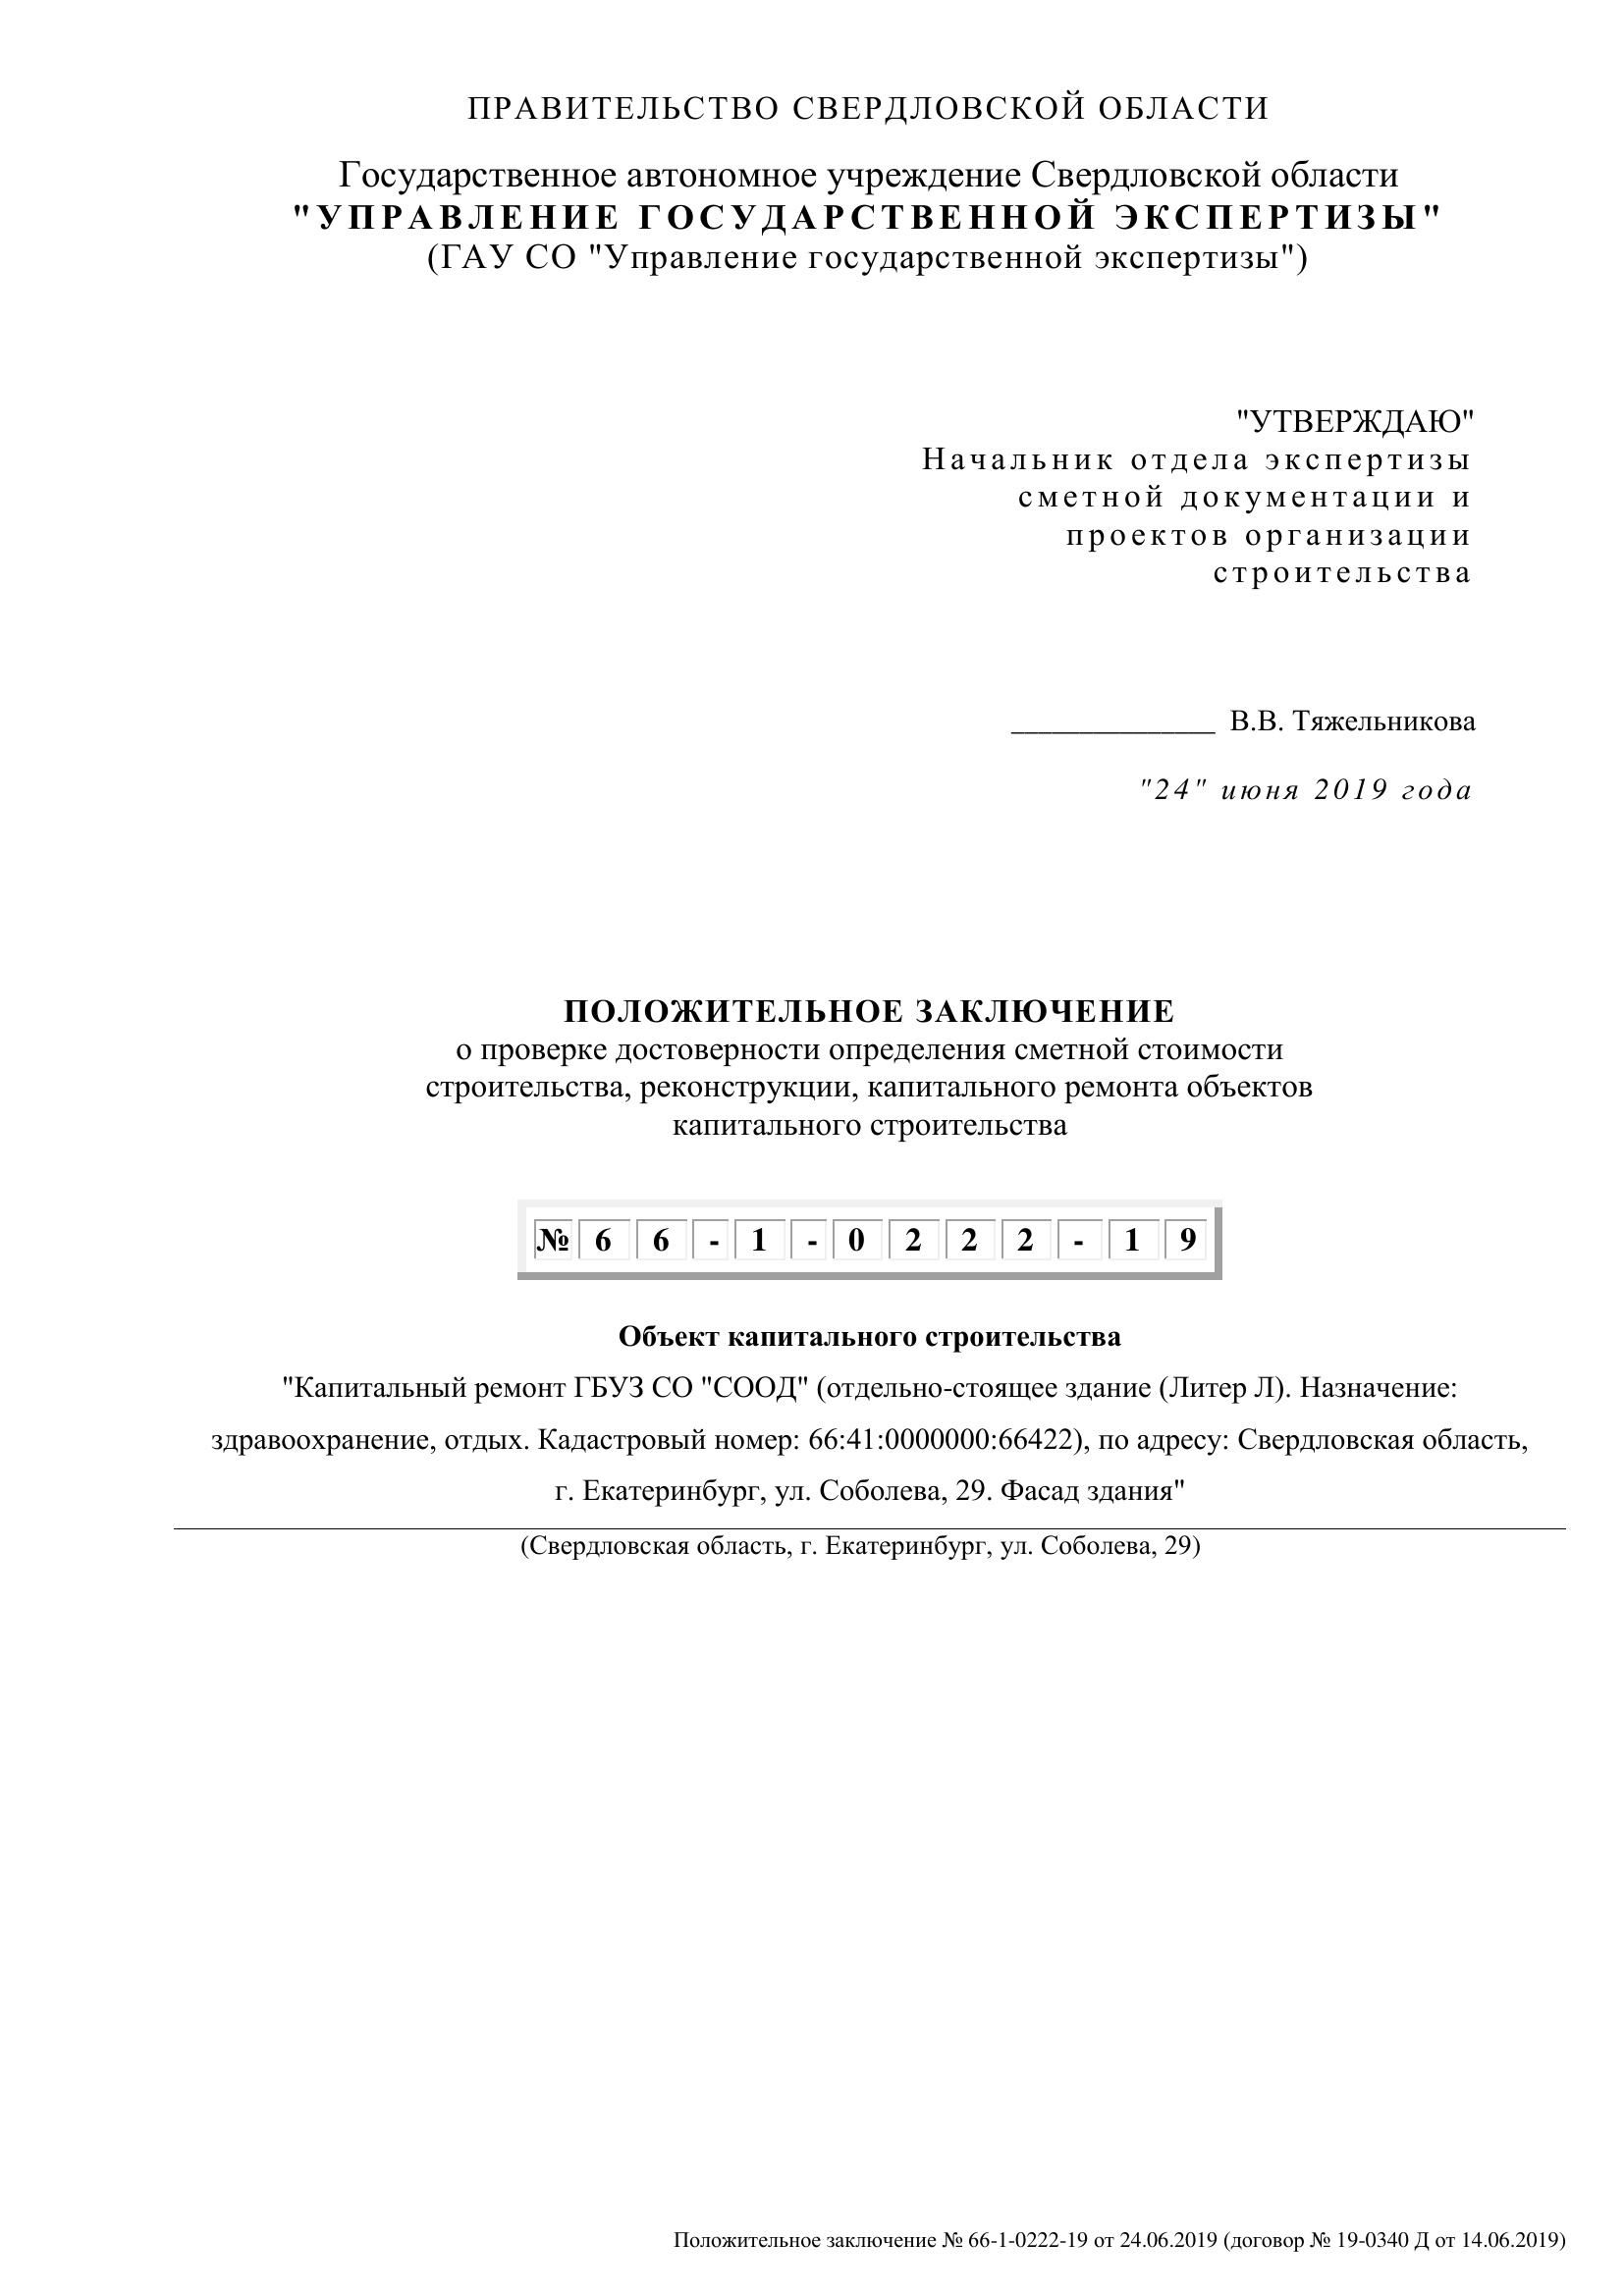 ПРАВИТЕЛЬСТВО СВЕРДЛОВСКОЙ ОБЛАСТИ
Государственное автономное учреждение Свердловской области
"УПРАВЛЕНИЕ ГОСУДАРСТВЕННОЙ ЭКСПЕРТИЗЫ"
(ГАУ СО "Управление государственной экспертизы")
"УТВЕРЖДАЮ"
Начальник отдела экспертизы
сметной документации и
проектов организации
строительства
_______________ В.В. Тяжельникова
"24" июня 2019 года
ПОЛОЖИТЕЛЬНОЕ ЗАКЛЮЧЕНИЕ
о проверке достоверности определения сметной стоимости
строительства, реконструкции, капитального ремонта объектов
капитального строительства
№ 6 6 - 1 - 0 2 2 2 - 1 9
Объект капитального строительства
"Капитальный ремонт ГБУЗ СО "СООД" (отдельно-стоящее здание (Литер Л). Назначение:
здравоохранение, отдых. Кадастровый номер: 66:41:0000000:66422), по адресу: Свердловская область,
г. Екатеринбург, ул. Соболева, 29. Фасад здания"
(Свердловская область, г. Екатеринбург, ул. Соболева, 29)
Положительное заключение № 66-1-0222-19 от 24.06.2019 (договор № 19-0340 Д от 14.06.2019)